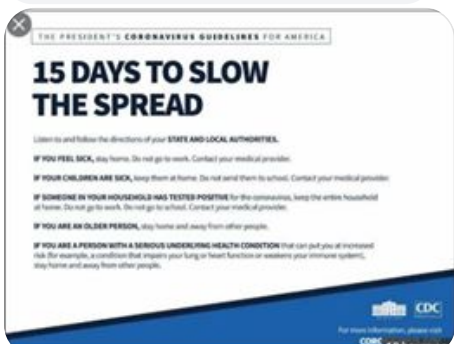 THE PRESIDENT'S CORONAVIRUS GUIDELINES FOR AMERICA
15 DAYS TO SLOW
THE SPREAD
Listen to and follow the directions of your STATE AND LOCAL AUTHORITIES.
IF YOU FEEL SICK, stay home. Do not go to work. Contact your medical provider.
IF YOUR CHILDREN ARE SICK, keep them at home. Do not send them to school. Contact your medical provider.
IF SOMEONE IN YOUR HOUSEHOLD HAS TESTED POSITIVE for the coronavirus, keep the entire household
at home. Do not go to work. Do not go to school. Contact your medical provider.
IF YOU ARE AN OLDER PERSON, stay home and away from other people.
IF YOU ARE A PERSON WITH A SERIOUS UNDERLYING HEALTH CONDITION that can put you at increased
risk (for example, a condition that impairs your lung or heart function or weakens your immune system),
stay home and away from other people.
CDC
For more information, please visit